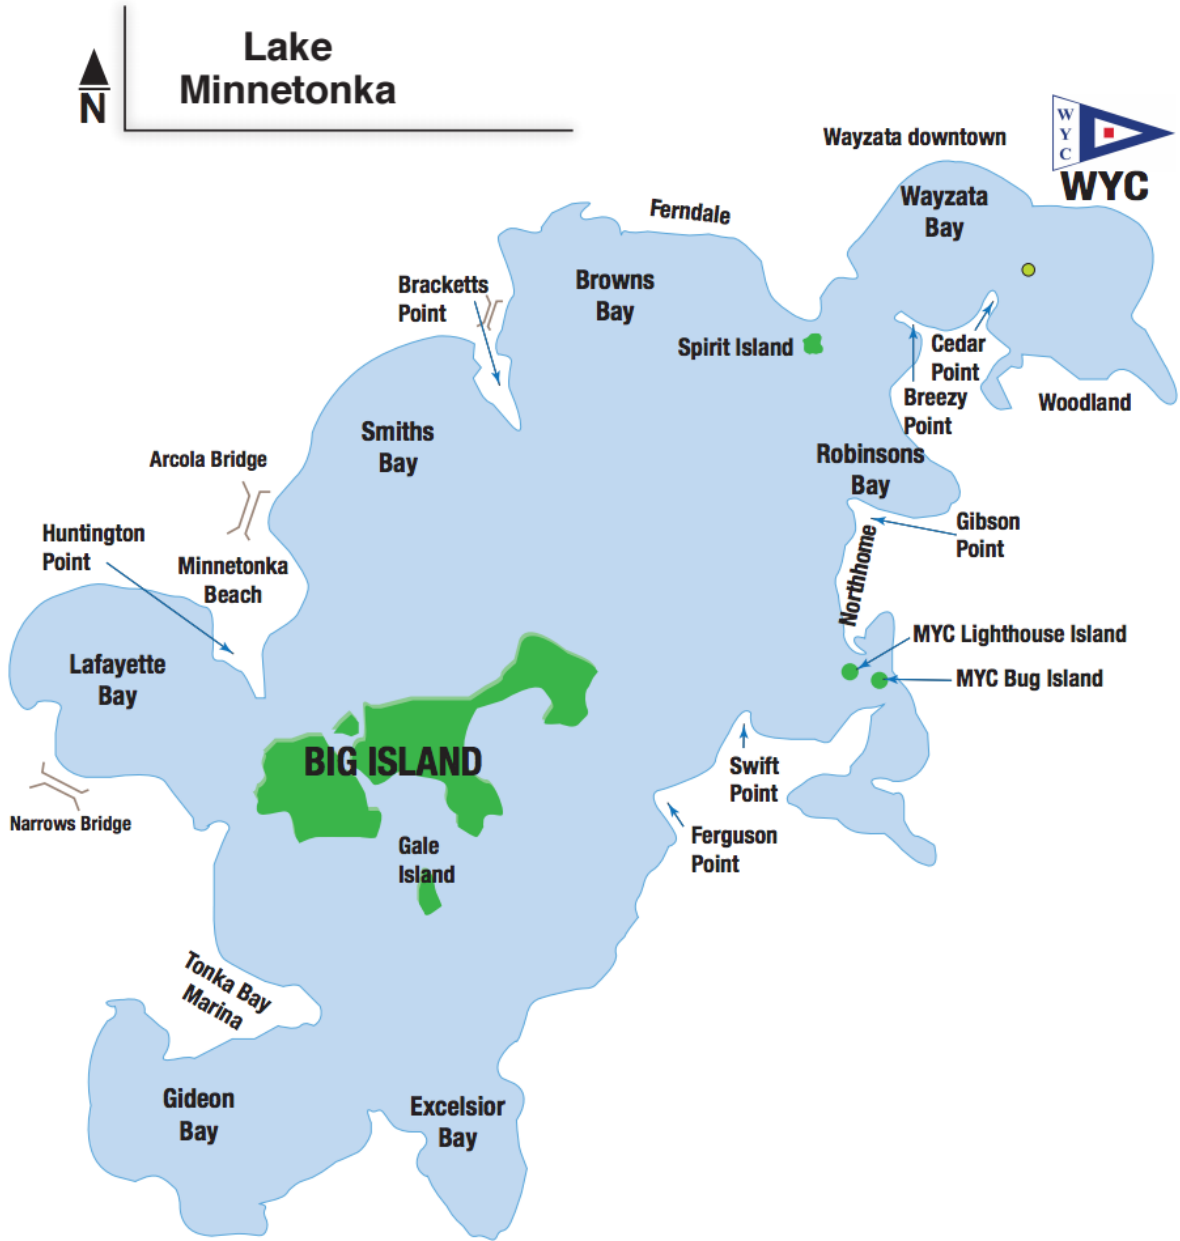 Lake
Minnetonka
N
Wayzata downtown
W
Y
C
WYC
Wayzata
Bay
Ferndale
Browns
Bay
Bracketts
Point
Spirit Island
Cedar
Point
Breezy
Point
Woodland
Smiths
Bay
Arcola Bridge
Robinsons
Bay
Huntington
Point
Gibson
Point
Minnetonka
Beach
Northhome
MYC Lighthouse Island
MYC Bug Island
Lafayette
Bay
BIG ISLAND
Swift
Point
Narrows Bridge
Ferguson
Point
Gale
Island
Tonka Bay
Marina
Gideon
Bay
Excelsior
Bay